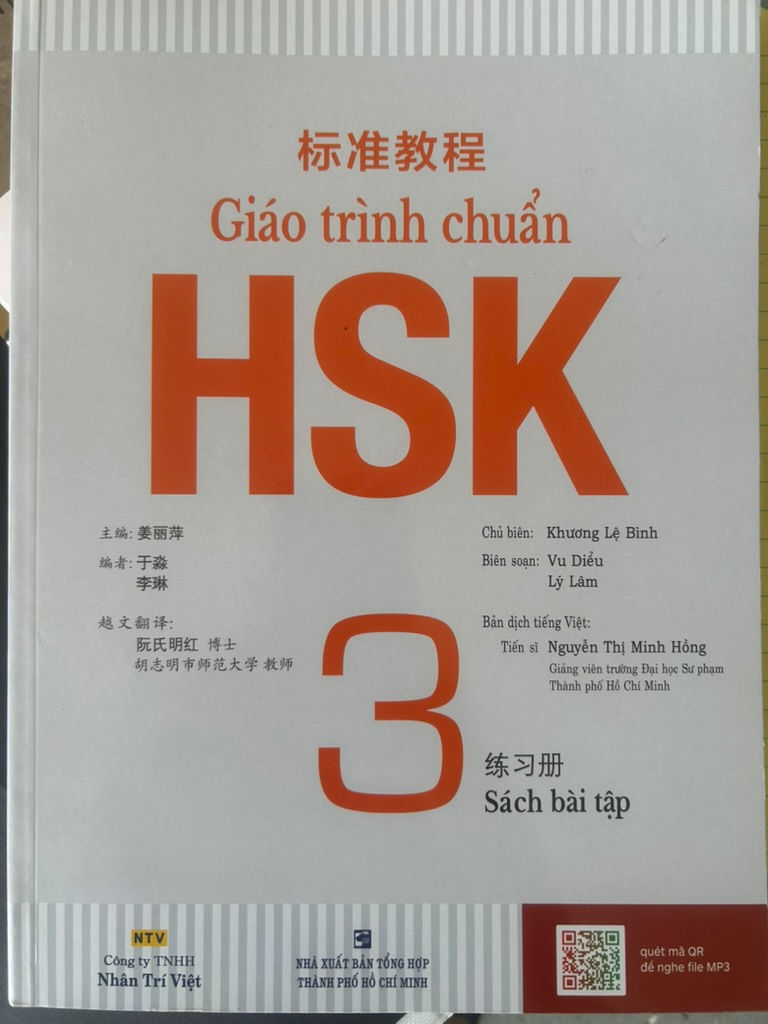 标准教程
Giáo trình chuẩn
HSK
主编: 姜丽萍
编者: 于淼
李琳
越文翻译:
阮氏明红 博士
胡志明市师范大学 教师
Chủ biên: Khương Lệ Bình
Biên soạn: Vu Diểu
Lý Lâm
Bản dịch tiếng Việt:
Tiến sĩ Nguyễn Thị Minh Hồng
Giảng viên trường Đại học Sư phạm
Thành phố Hồ Chí Minh
3
练习册
Sách bài tập
NTV
Công ty TNHH
Nhân Trí Việt
NHÀ XUẤT BẢN TỔNG HỢP
THÀNH PHỐ HỒ CHÍ MINH
quét mã QR
để nghe file MP3